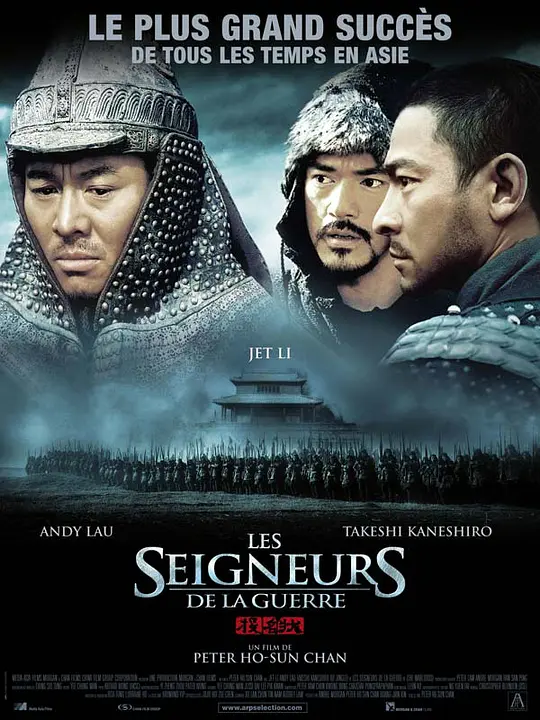 LE PLUS GRAND SUCCÈS
DE TOUS LES TEMPS EN ASIE
JET LI
ANDY LAU
TAKESHI KANESHIRO
LES
SEIGNEURS
DE LA GUERRE
投名状
UN FILM DE
PETER HO-SUN CHAN
www.arpselection.com